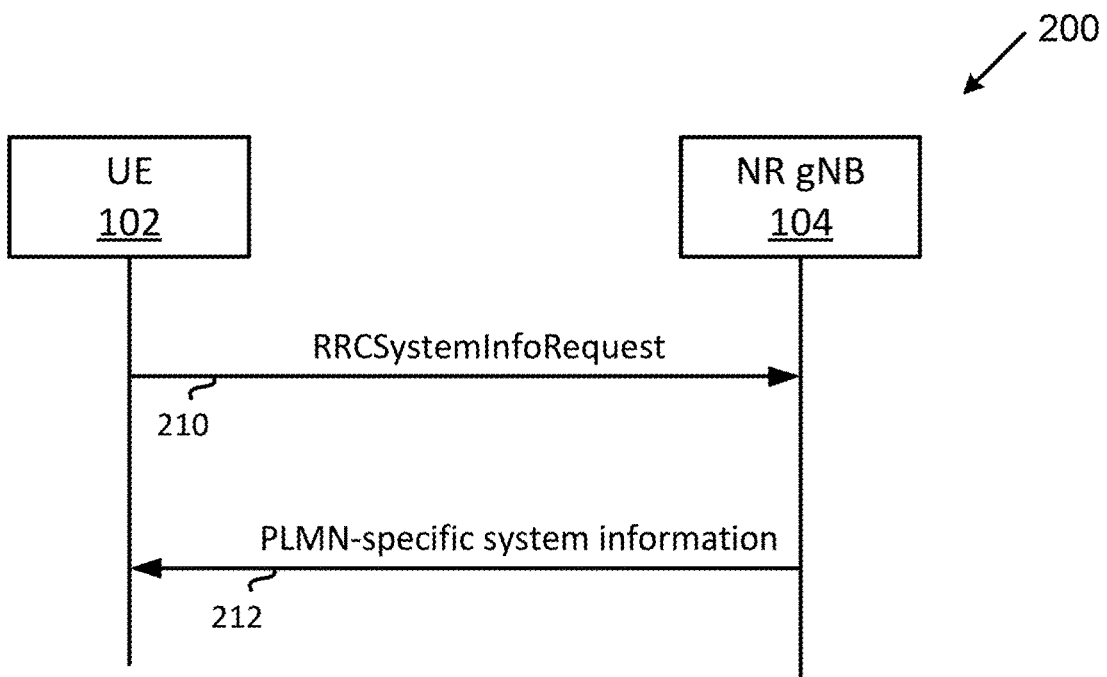 200
UE
102
NR gNB
104
RRCSystemInfoRequest
210
PLMN-specific system information
212